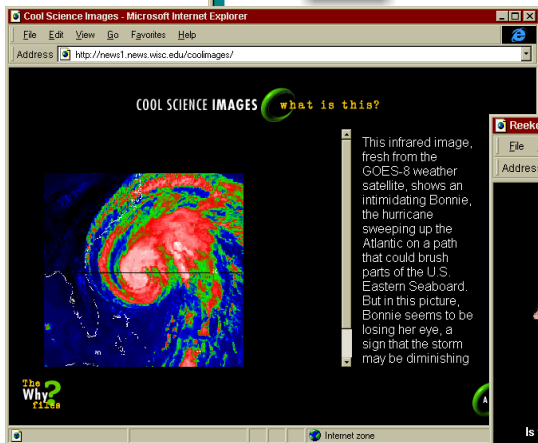 Cool Science Images - Microsoft Internet Explorer
File Edit View Go Favorites Help
Address http://news1.news.wisc.edu/coolimages/
COOL SCIENCE IMAGES what is this?
This infrared image,
fresh from the
GOES-8 weather
satellite, shows an
intimidating Bonnie,
the hurricane
sweeping up the
Atlantic on a path
that could brush
parts of the U.S.
Eastern Seaboard.
But in this picture,
Bonnie seems to be
losing her eye, a
sign that the storm
may be diminishing
The
Why?
files
Internet zone
File
Address
A
Is